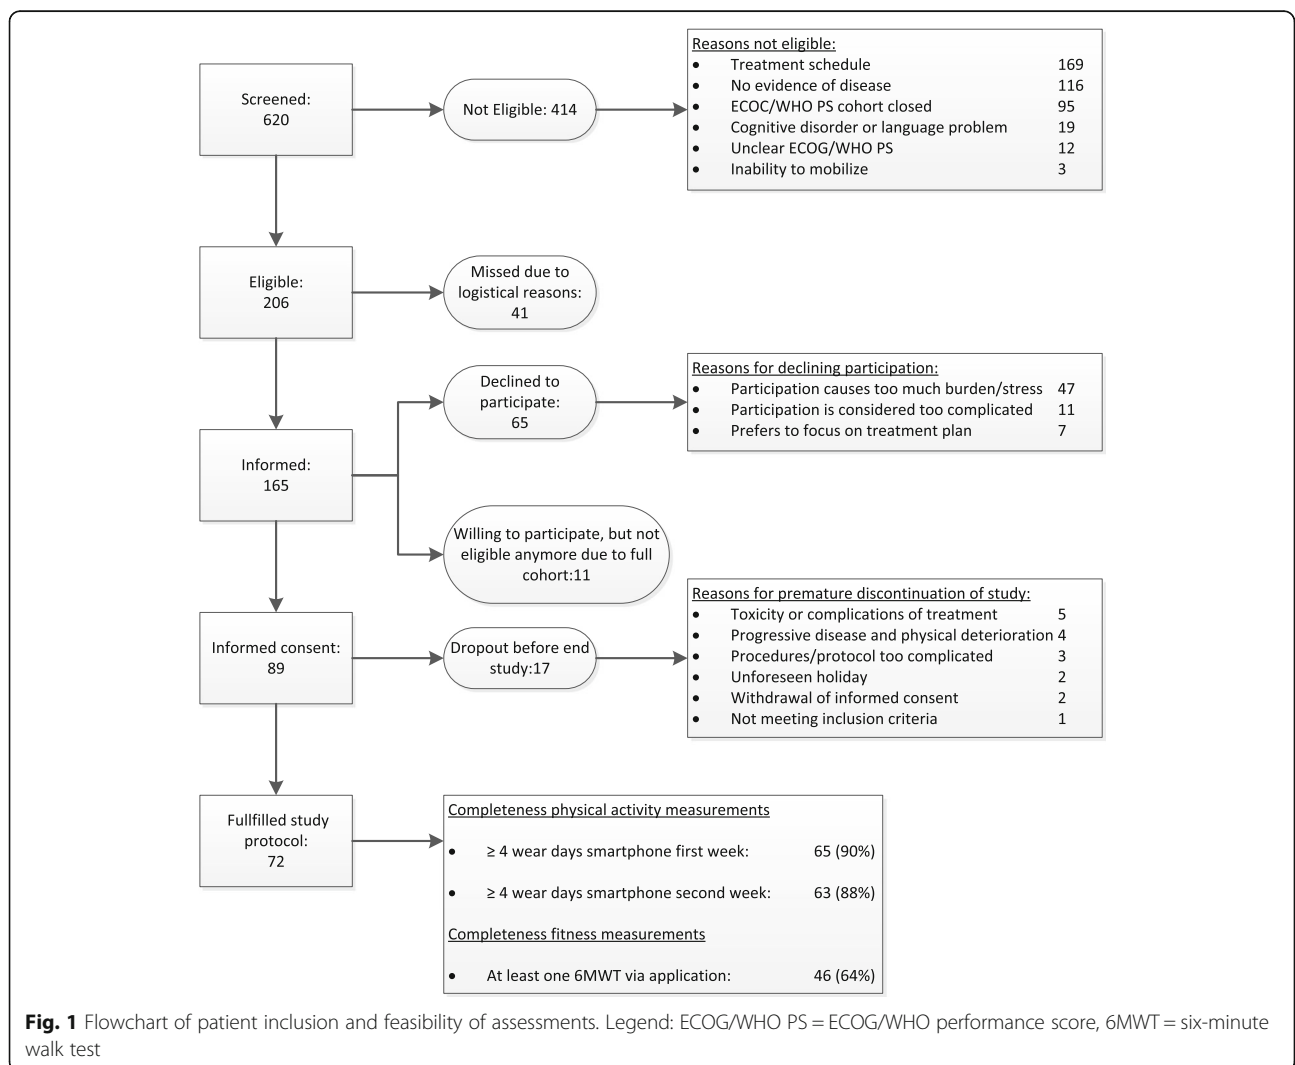 Screened:
620
Not Eligible: 414
Reasons not eligible:
• Treatment schedule 169
• No evidence of disease 116
• ECOC/WHO PS cohort closed 95
• Cognitive disorder or language problem 19
• Unclear ECOG/WHO PS 12
• Inability to mobilize 3
Eligible:
206
Missed due to
logistical reasons:
41
Informed:
165
Declined to
participate:
65
Reasons for declining participation:
• Participation causes too much burden/stress 47
• Participation is considered too complicated 11
• Prefers to focus on treatment plan 7
Willing to participate, but not
eligible anymore due to full
cohort:11
Informed consent:
89
Dropout before end
study:17
Reasons for premature discontinuation of study:
• Toxicity or complications of treatment 5
• Progressive disease and physical deterioration 4
• Procedures/protocol too complicated 3
• Unforeseen holiday 2
• Withdrawal of informed consent 2
• Not meeting inclusion criteria 1
Fullfilled study
protocol:
72
Completeness physical activity measurements
• ≥ 4 wear days smartphone first week: 65 (90%)
• ≥ 4 wear days smartphone second week: 63 (88%)
Completeness fitness measurements
• At least one 6MWT via application: 46 (64%)
Fig. 1 Flowchart of patient inclusion and feasibility of assessments. Legend: ECOG/WHO PS = ECOG/WHO performance score, 6MWT = six-minute
walk test